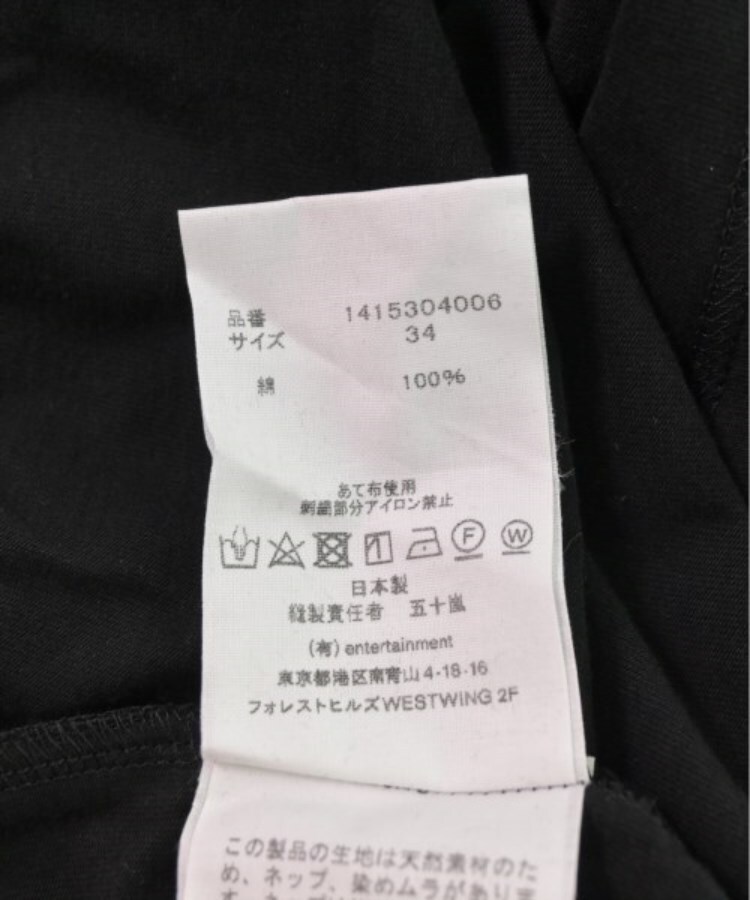 品番 1415304006
サイズ 34
綿 100%
あて布使用
刺繍部分アイロン禁止
F W
日本製
縫製責任者 五十嵐
(有) entertainment
東京都港区南青山 4-18-16
フォレストヒルズWESTWING 2F
この製品の生地は天然素材のた
め、ネップ、染めムラがあり